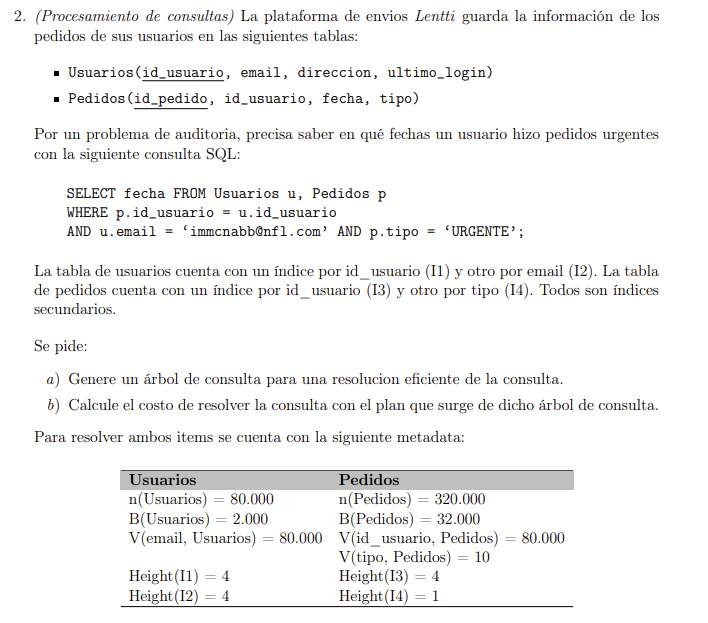 2. (Procesamiento de consultas) La plataforma de envios Lentti guarda la información de los
pedidos de sus usuarios en las siguientes tablas:
▪ Usuarios(id_usuario, email, direccion, ultimo_login)
▪ Pedidos(id_pedido, id_usuario, fecha, tipo)
Por un problema de auditoria, precisa saber en qué fechas un usuario hizo pedidos urgentes
con la siguiente consulta SQL:
SELECT fecha FROM Usuarios u, Pedidos p
WHERE p.id_usuario = u.id_usuario
AND u.email = ‘immcnabb@nfl.com’ AND p.tipo = ‘URGENTE’;
La tabla de usuarios cuenta con un índice por id_usuario (I1) y otro por email (I2). La tabla
de pedidos cuenta con un índice por id_usuario (I3) y otro por tipo (I4). Todos son índices
secundarios.
Se pide:
a) Genere un árbol de consulta para una resolucion eficiente de la consulta.
b) Calcule el costo de resolver la consulta con el plan que surge de dicho árbol de consulta.
Para resolver ambos items se cuenta con la siguiente metadata:
Usuarios Pedidos
n(Usuarios) = 80.000 n(Pedidos) = 320.000
B(Usuarios) = 2.000 B(Pedidos) = 32.000
V(email, Usuarios) = 80.000 V(id_usuario, Pedidos) = 80.000
V(tipo, Pedidos) = 10
Height(I1) = 4 Height(I3) = 4
Height(I2) = 4 Height(I4) = 1